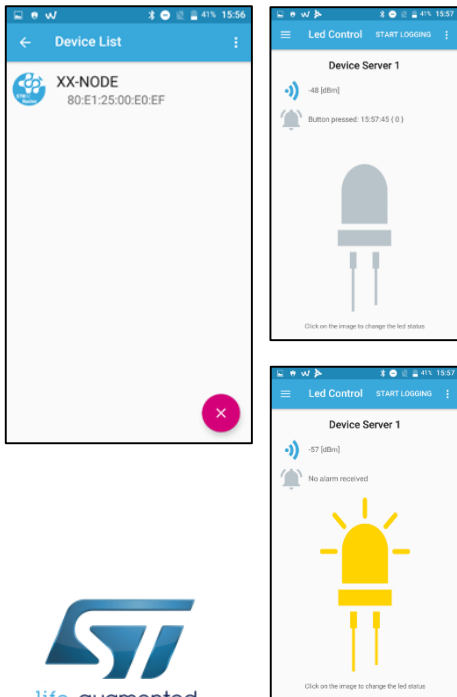 41% 15:56
Device List
XX-NODE
80:E1:25:00:E0:EF
41% 15:57
Led Control START LOGGING
Device Server 1
-48 [dBm]
Button pressed: 15:57:45 ( 0 )
Click on the image to change the led status
41% 15:57
Led Control START LOGGING
Device Server 1
-57 [dBm]
No alarm received
Click on the image to change the led status
ST
life.augmented